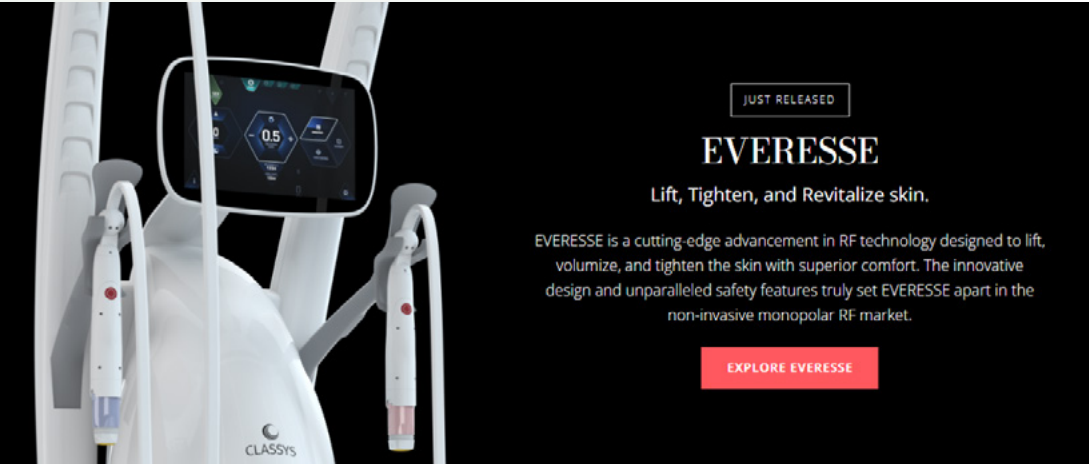 0.5
CLASSYS
JUST RELEASED
EVERESSE
Lift, Tighten, and Revitalize skin.
EVERESSE is a cutting-edge advancement in RF technology designed to lift,
volumize, and tighten the skin with superior comfort. The innovative
design and unparalleled safety features truly set EVERESSE apart in the
non-invasive monopolar RF market.
EXPLORE EVERESSE